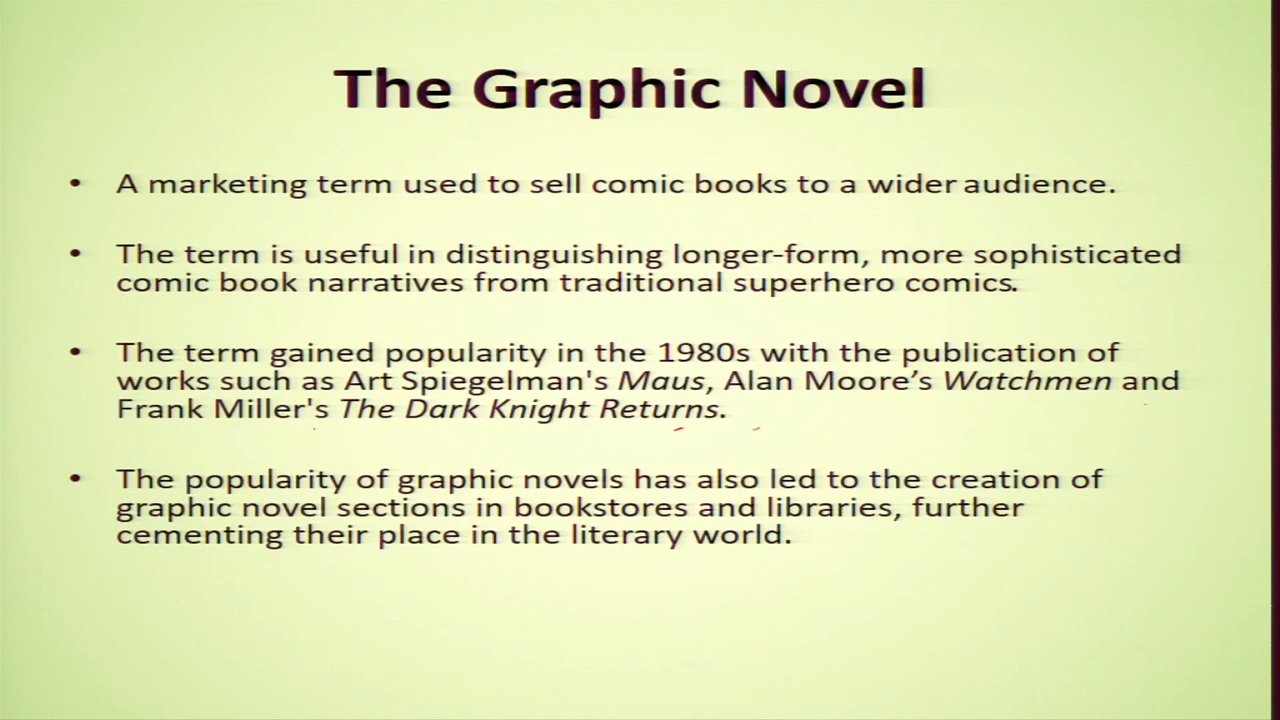 The Graphic Novel
• A marketing term used to sell comic books to a wider audience.
• The term is useful in distinguishing longer-form, more sophisticated
comic book narratives from traditional superhero comics.
• The term gained popularity in the 1980s with the publication of
works such as Art Spiegelman's Maus, Alan Moore’s Watchmen and
Frank Miller's The Dark Knight Returns.
• The popularity of graphic novels has also led to the creation of
graphic novel sections in bookstores and libraries, further
cementing their place in the literary world.